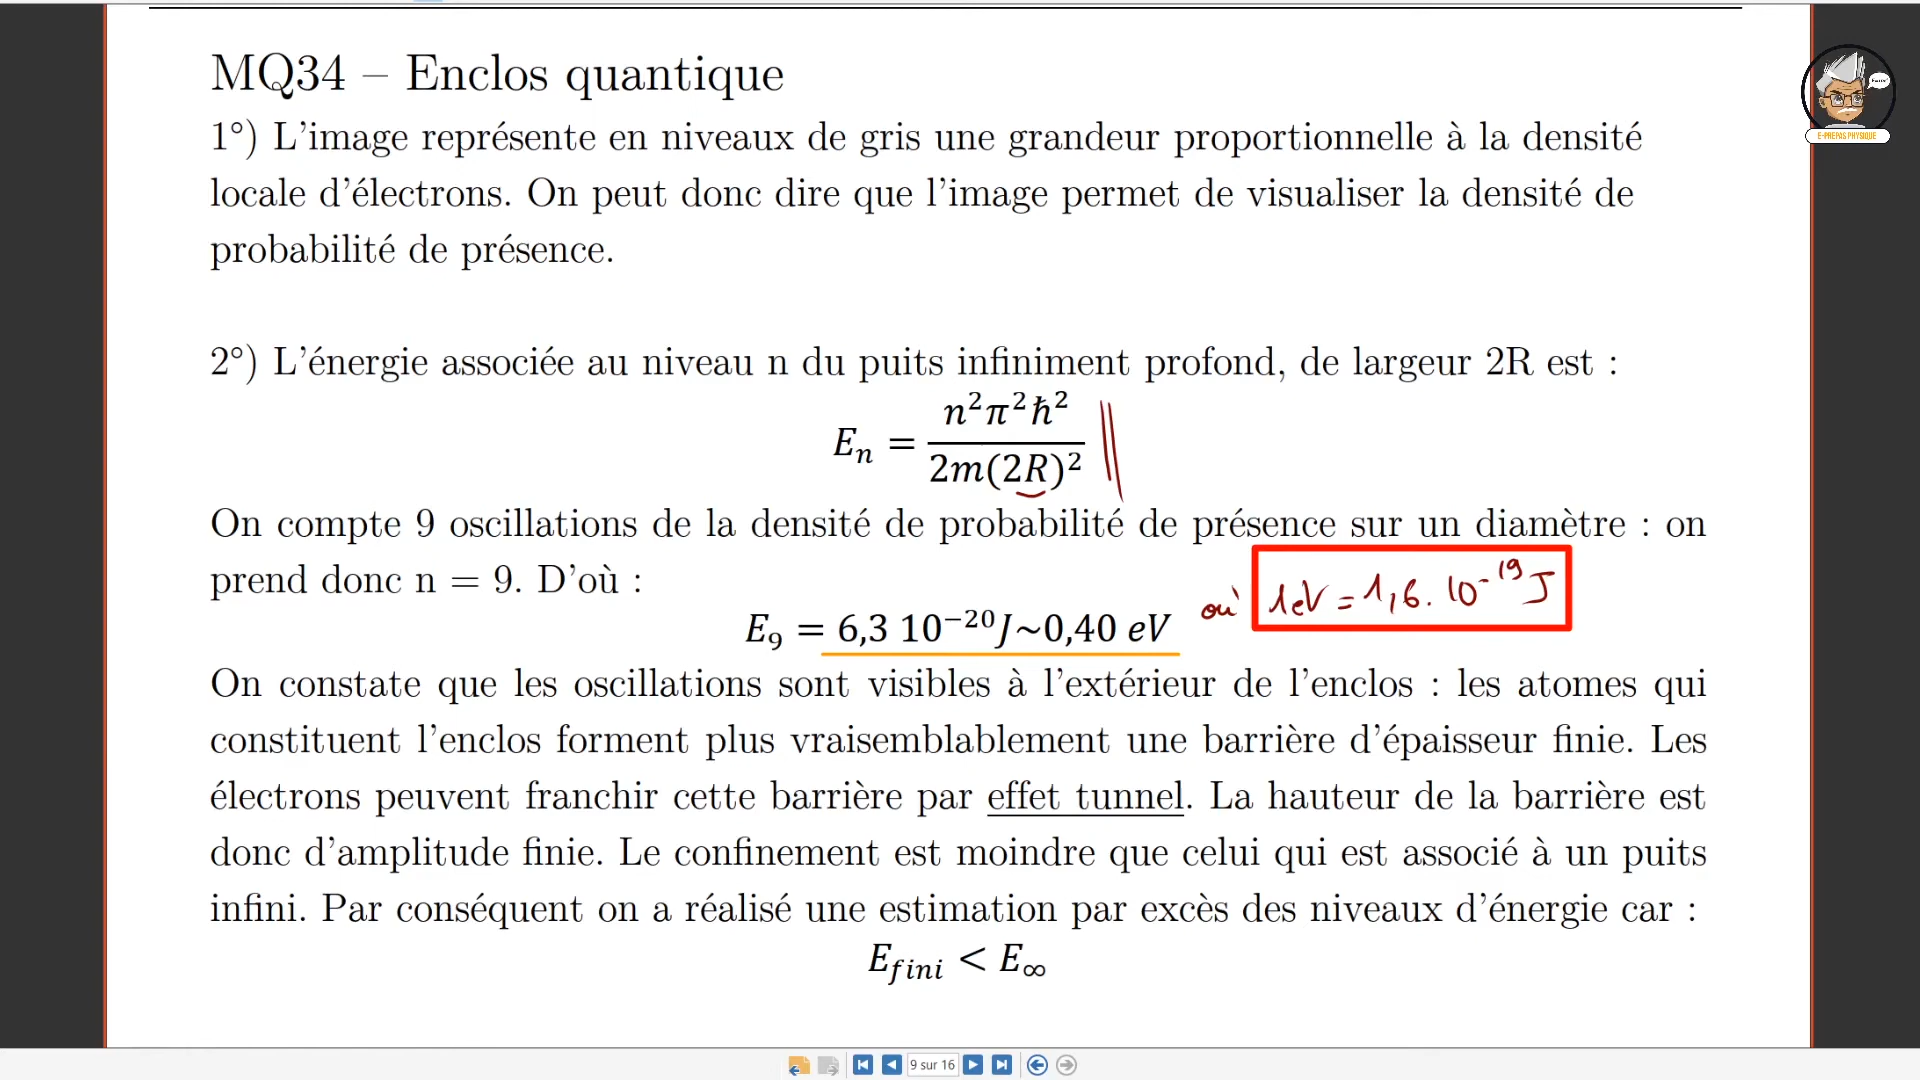 MQ34 – Enclos quantique
1°) L'image représente en niveaux de gris une grandeur proportionnelle à la densité
locale d'électrons. On peut donc dire que l'image permet de visualiser la densité de
probabilité de présence.
E-PREPAS PHYSIQUE
2°) L'énergie associée au niveau n du puits infiniment profond, de largeur 2R est :
Eₙ = n²π²ħ² / 2m(2R)²
On compte 9 oscillations de la densité de probabilité de présence sur un diamètre : on
prend donc n = 9. D'où :
E₉ = 6,3 10⁻²⁰J~0,40 eV où 1eV = 1,6. 10⁻¹⁹ J
On constate que les oscillations sont visibles à l'extérieur de l'enclos : les atomes qui
constituent l'enclos forment plus vraisemblablement une barrière d'épaisseur finie. Les
électrons peuvent franchir cette barrière par effet tunnel. La hauteur de la barrière est
donc d'amplitude finie. Le confinement est moindre que celui qui est associé à un puits
infini. Par conséquent on a réalisé une estimation par excès des niveaux d'énergie car :
E_fini < E_∞
9 sur 16